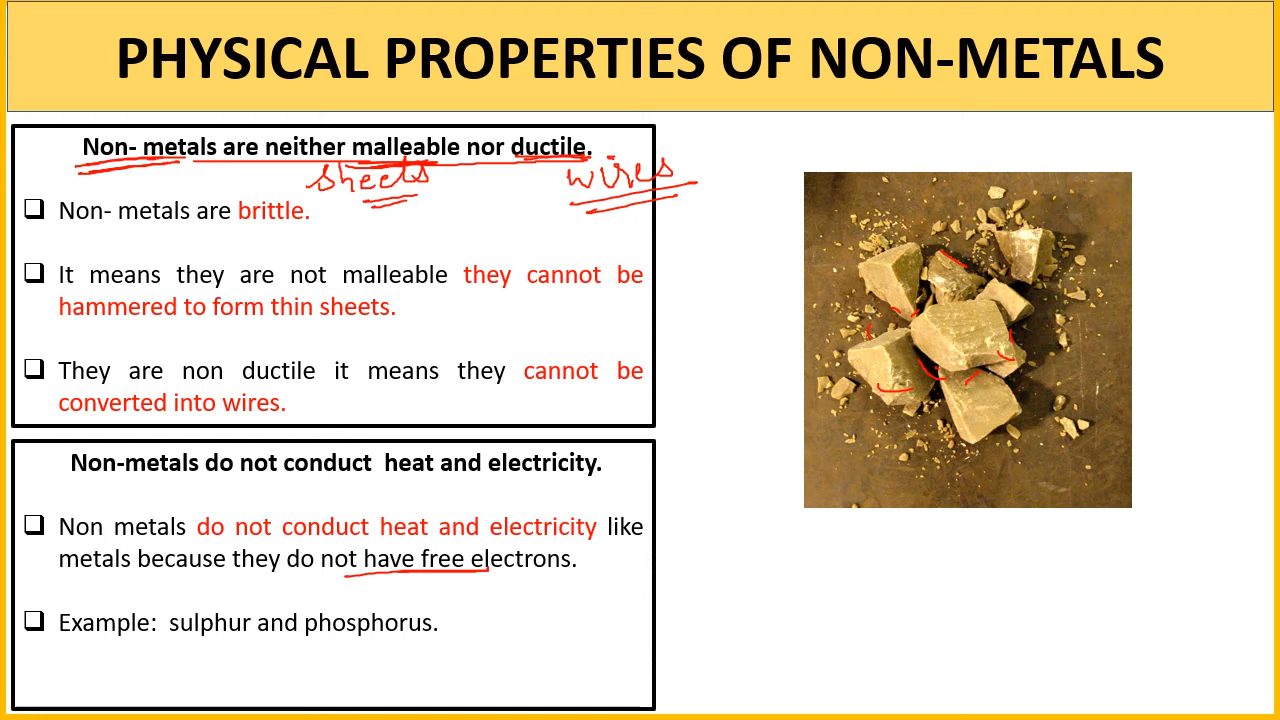 PHYSICAL PROPERTIES OF NON-METALS
Non- metals are neither malleable nor ductile.
sheets wires
❑ Non- metals are brittle.
❑ It means they are not malleable they cannot be
hammered to form thin sheets.
❑ They are non ductile it means they cannot be
converted into wires.
Non-metals do not conduct heat and electricity.
❑ Non metals do not conduct heat and electricity like
metals because they do not have free electrons.
❑ Example: sulphur and phosphorus.